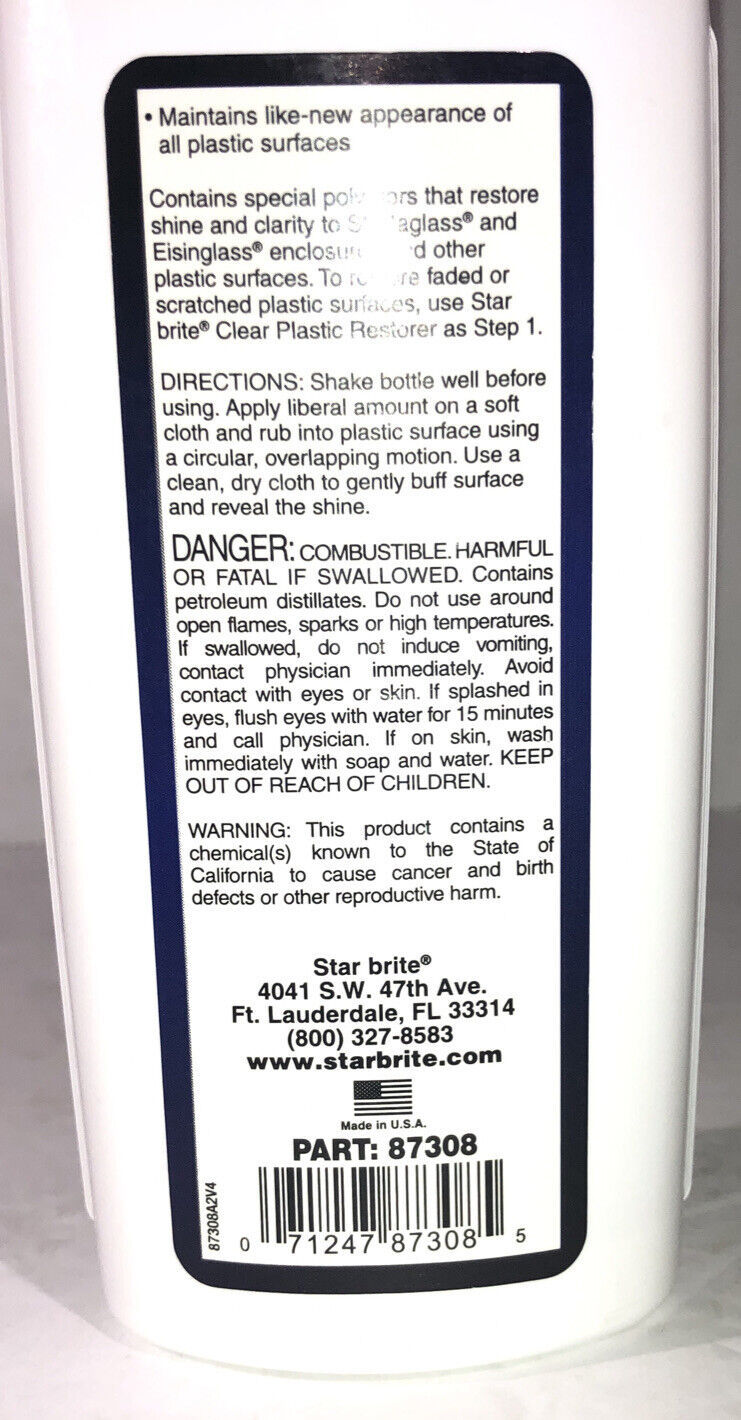 • Maintains like-new appearance of
all plastic surfaces
Contains special that restore
shine and clarity to and
Eisinglass® other
plastic surfaces. To faded or
scratched plastic surfaces, use Star
brite® Clear Plastic Restorer as Step 1.
DIRECTIONS: Shake bottle well before
using. Apply liberal amount on a soft
cloth and rub into plastic surface using
a circular, overlapping motion. Use a
clean, dry cloth to gently buff surface
and reveal the shine.
DANGER: COMBUSTIBLE. HARMFUL
OR FATAL IF SWALLOWED. Contains
petroleum distillates. Do not use around
open flames, sparks or high temperatures.
If swallowed, do not induce vomiting,
contact physician immediately. Avoid
contact with eyes or skin. If splashed in
eyes, flush eyes with water for 15 minutes
and call physician. If on skin, wash
immediately with soap and water. KEEP
OUT OF REACH OF CHILDREN.
WARNING: This product contains a
chemical(s) known to the State of
California to cause cancer and birth
defects or other reproductive harm.
Star brite®
4041 S.W. 47th Ave.
Ft. Lauderdale, FL 33314
(800) 327-8583
www.starbrite.com
Made in U.S.A.
PART: 87308
87308A2V4
0 71247 87308 5